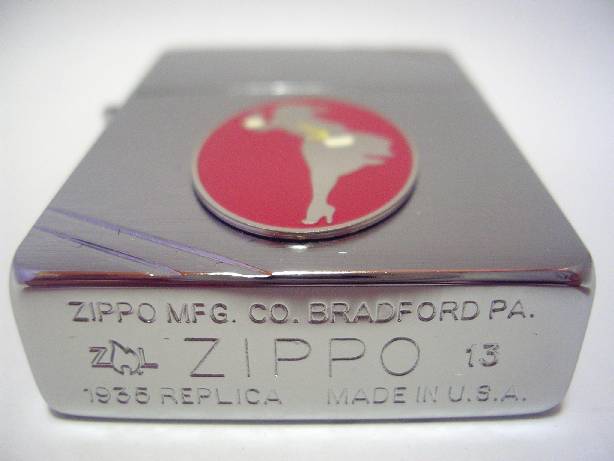 ZIPPO MFG. CO. BRADFORD PA.
Z L ZIPPO 13
1935 REPLICA MADE IN U.S.A.